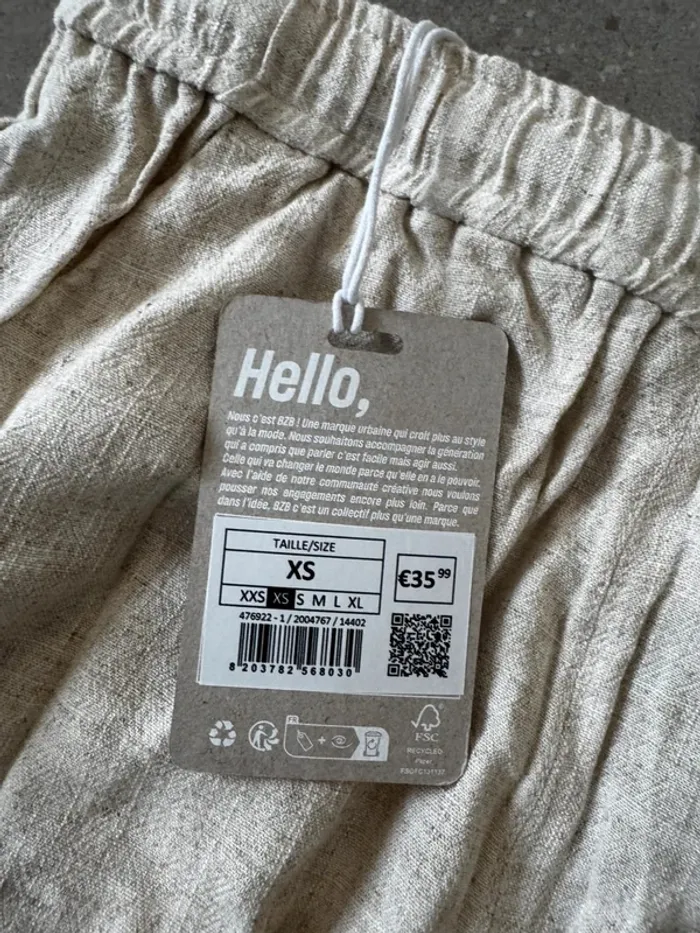 Hello,
Nous c'est BZB ! Une marque urbaine qui croit plus au style
qu'à la mode. Nous souhaitons accompagner la génération
qui a compris que parler c'est facile mais agir aussi.
Celle qui va changer le monde parce qu'elle en a le pouvoir.
Avec l'aide de notre communauté créative nous voulons
pousser nos engagements encore plus loin. Parce que
dans l'idée, BZB c'est un collectif plus qu'une marque.
TAILLE/SIZE
XS
XXS XS S M L XL
€35⁹⁹
476922 - 1 / 2004767 / 14402
8 203782 568030
FR
+
FSC
RECYCLED
Paper